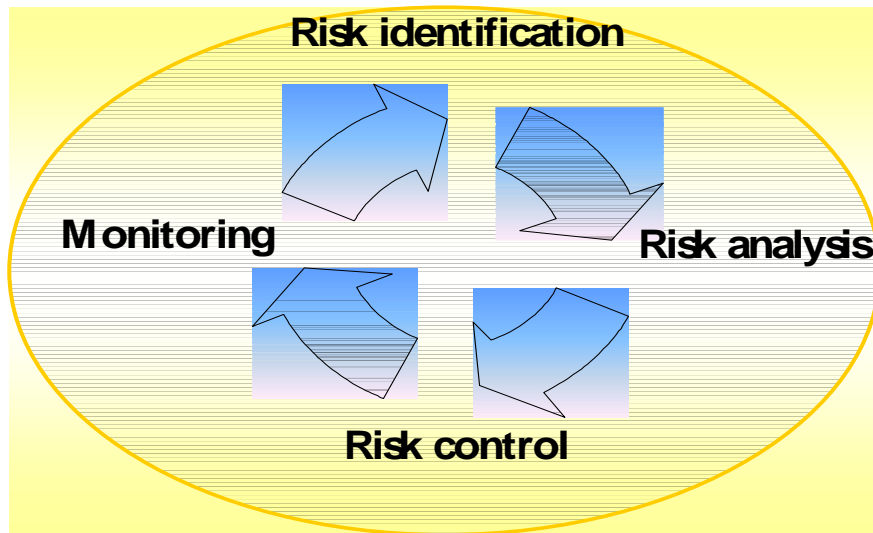 Risk identification
Monitoring
Risk analysis
Risk control